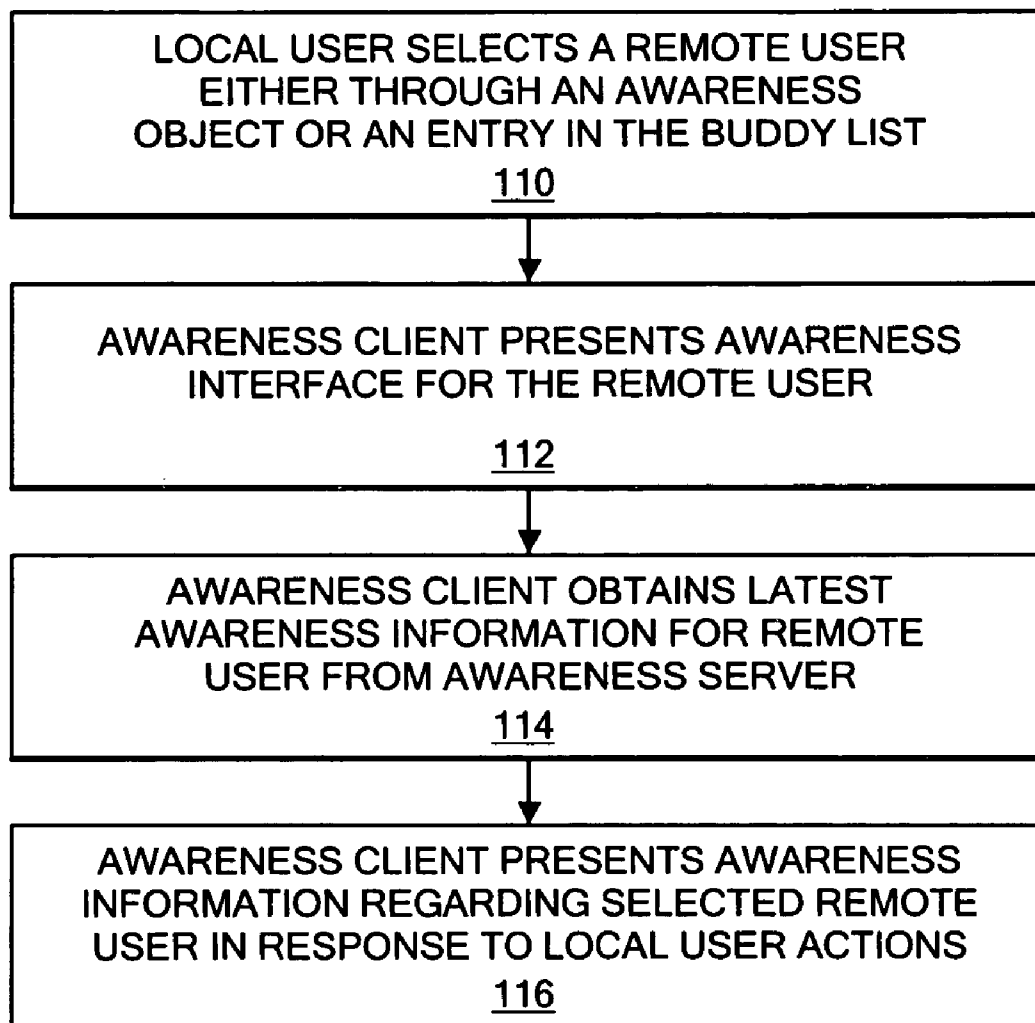 LOCAL USER SELECTS A REMOTE USER
EITHER THROUGH AN AWARENESS
OBJECT OR AN ENTRY IN THE BUDDY LIST
110
AWARENESS CLIENT PRESENTS AWARENESS
INTERFACE FOR THE REMOTE USER
112
AWARENESS CLIENT OBTAINS LATEST
AWARENESS INFORMATION FOR REMOTE
USER FROM AWARENESS SERVER
114
AWARENESS CLIENT PRESENTS AWARENESS
INFORMATION REGARDING SELECTED REMOTE
USER IN RESPONSE TO LOCAL USER ACTIONS
116